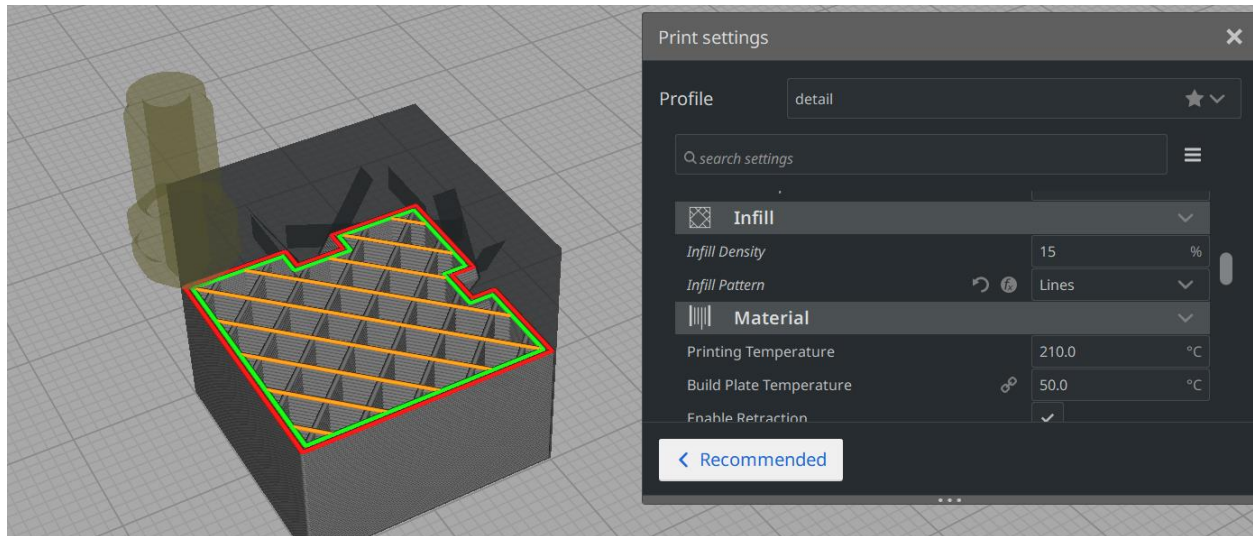 Print settings
Profile detail
search settings
Infill
Infill Density 15 %
Infill Pattern Lines
Material
Printing Temperature 210.0 °C
Build Plate Temperature 50.0 °C
Enable Retraction
Recommended